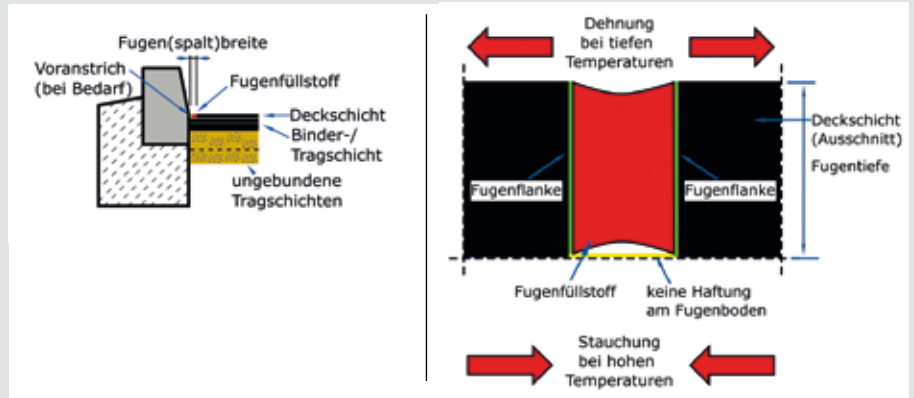 Fugen(spalt)breite
Voranstrich
(bei Bedarf)
Fugenfüllstoff
Deckschicht
Binder-/
Tragschicht
ungebundene
Tragschichten
Dehnung
bei tiefen
Temperaturen
Deckschicht
(Ausschnitt)
Fugentiefe
Fugenflanke
Fugenflanke
Fugenfüllstoff
keine Haftung
am Fugenboden
Stauchung
bei hohen
Temperaturen